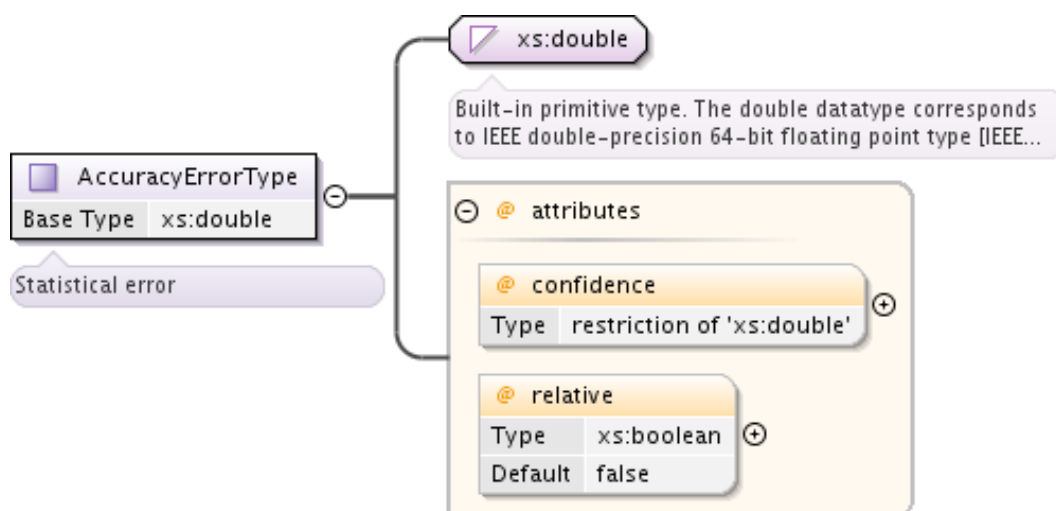 xs:double
Built-in primitive type. The double datatype corresponds
to IEEE double-precision 64-bit floating point type [IEEE...
AccuracyErrorType
Base Type xs:double
Statistical error
@ attributes
@ confidence
Type restriction of 'xs:double'
@ relative
Type xs:boolean
Default false